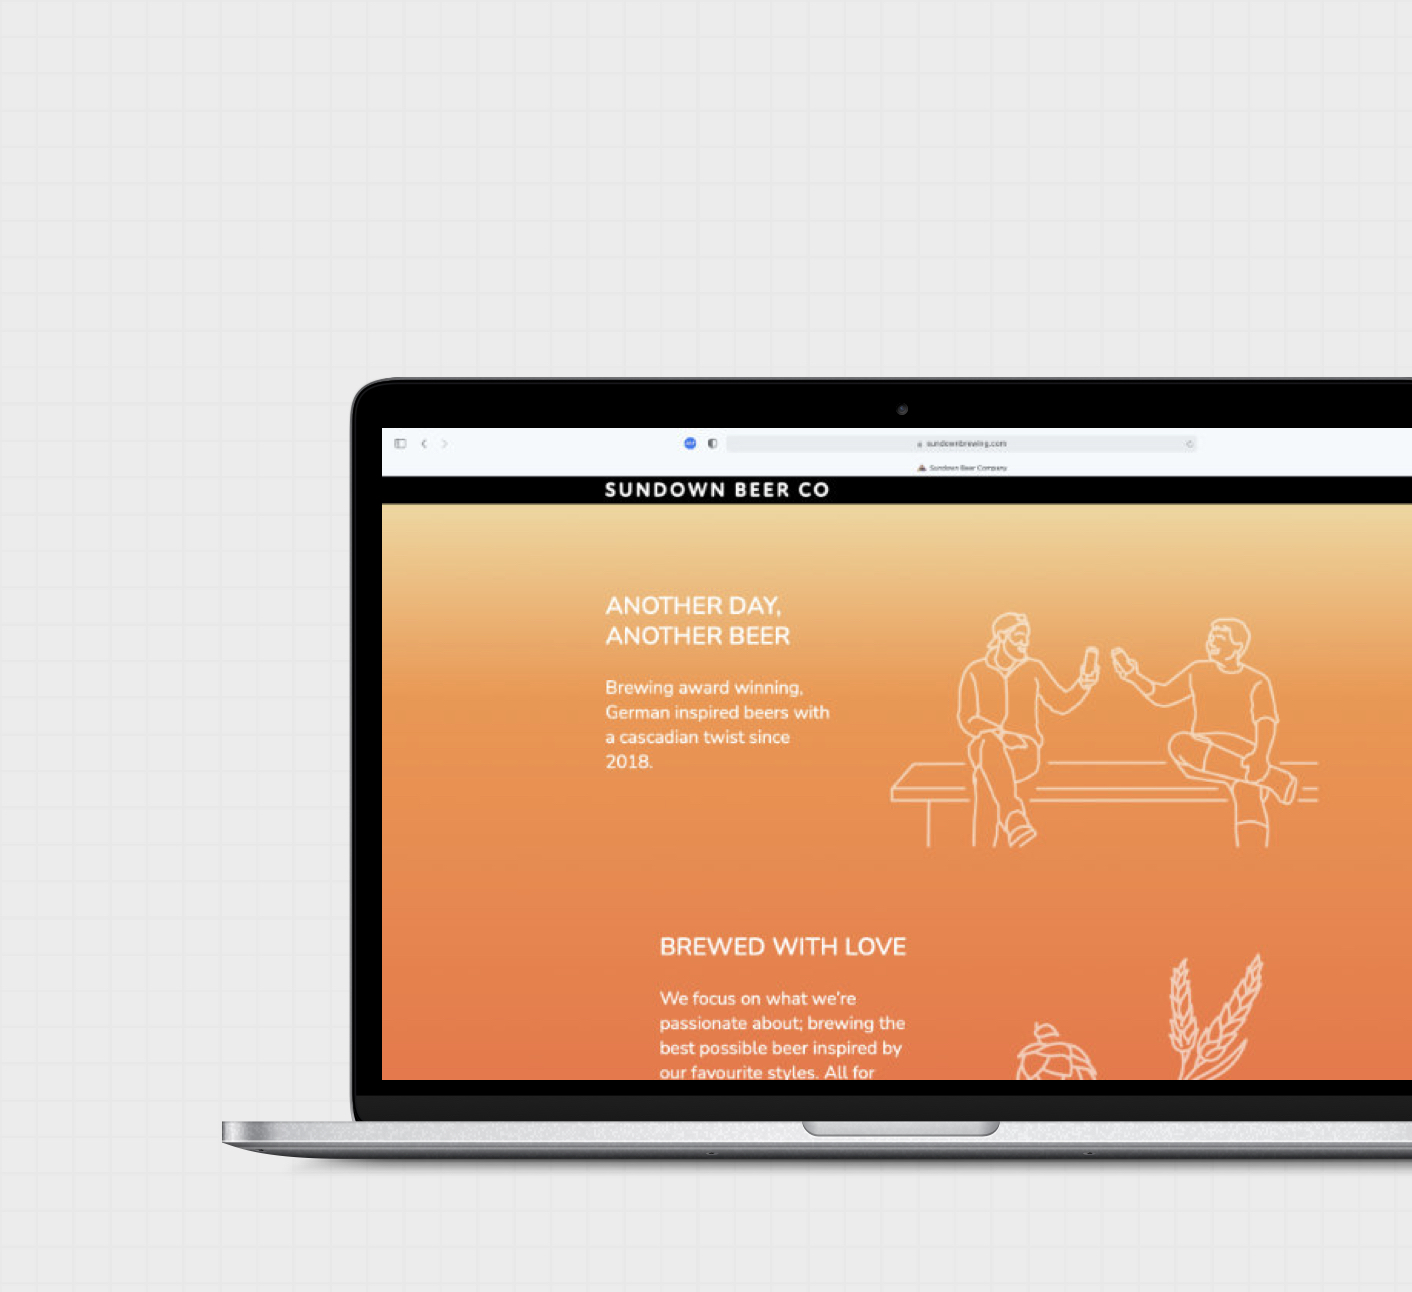 sundownbrewing.com
Sundown Beer Company
SUNDOWN BEER CO
ANOTHER DAY,
ANOTHER BEER
Brewing award winning,
German inspired beers with
a cascadian twist since
2018.
BREWED WITH LOVE
We focus on what we're
passionate about; brewing the
best possible beer inspired by
our favourite styles. All for